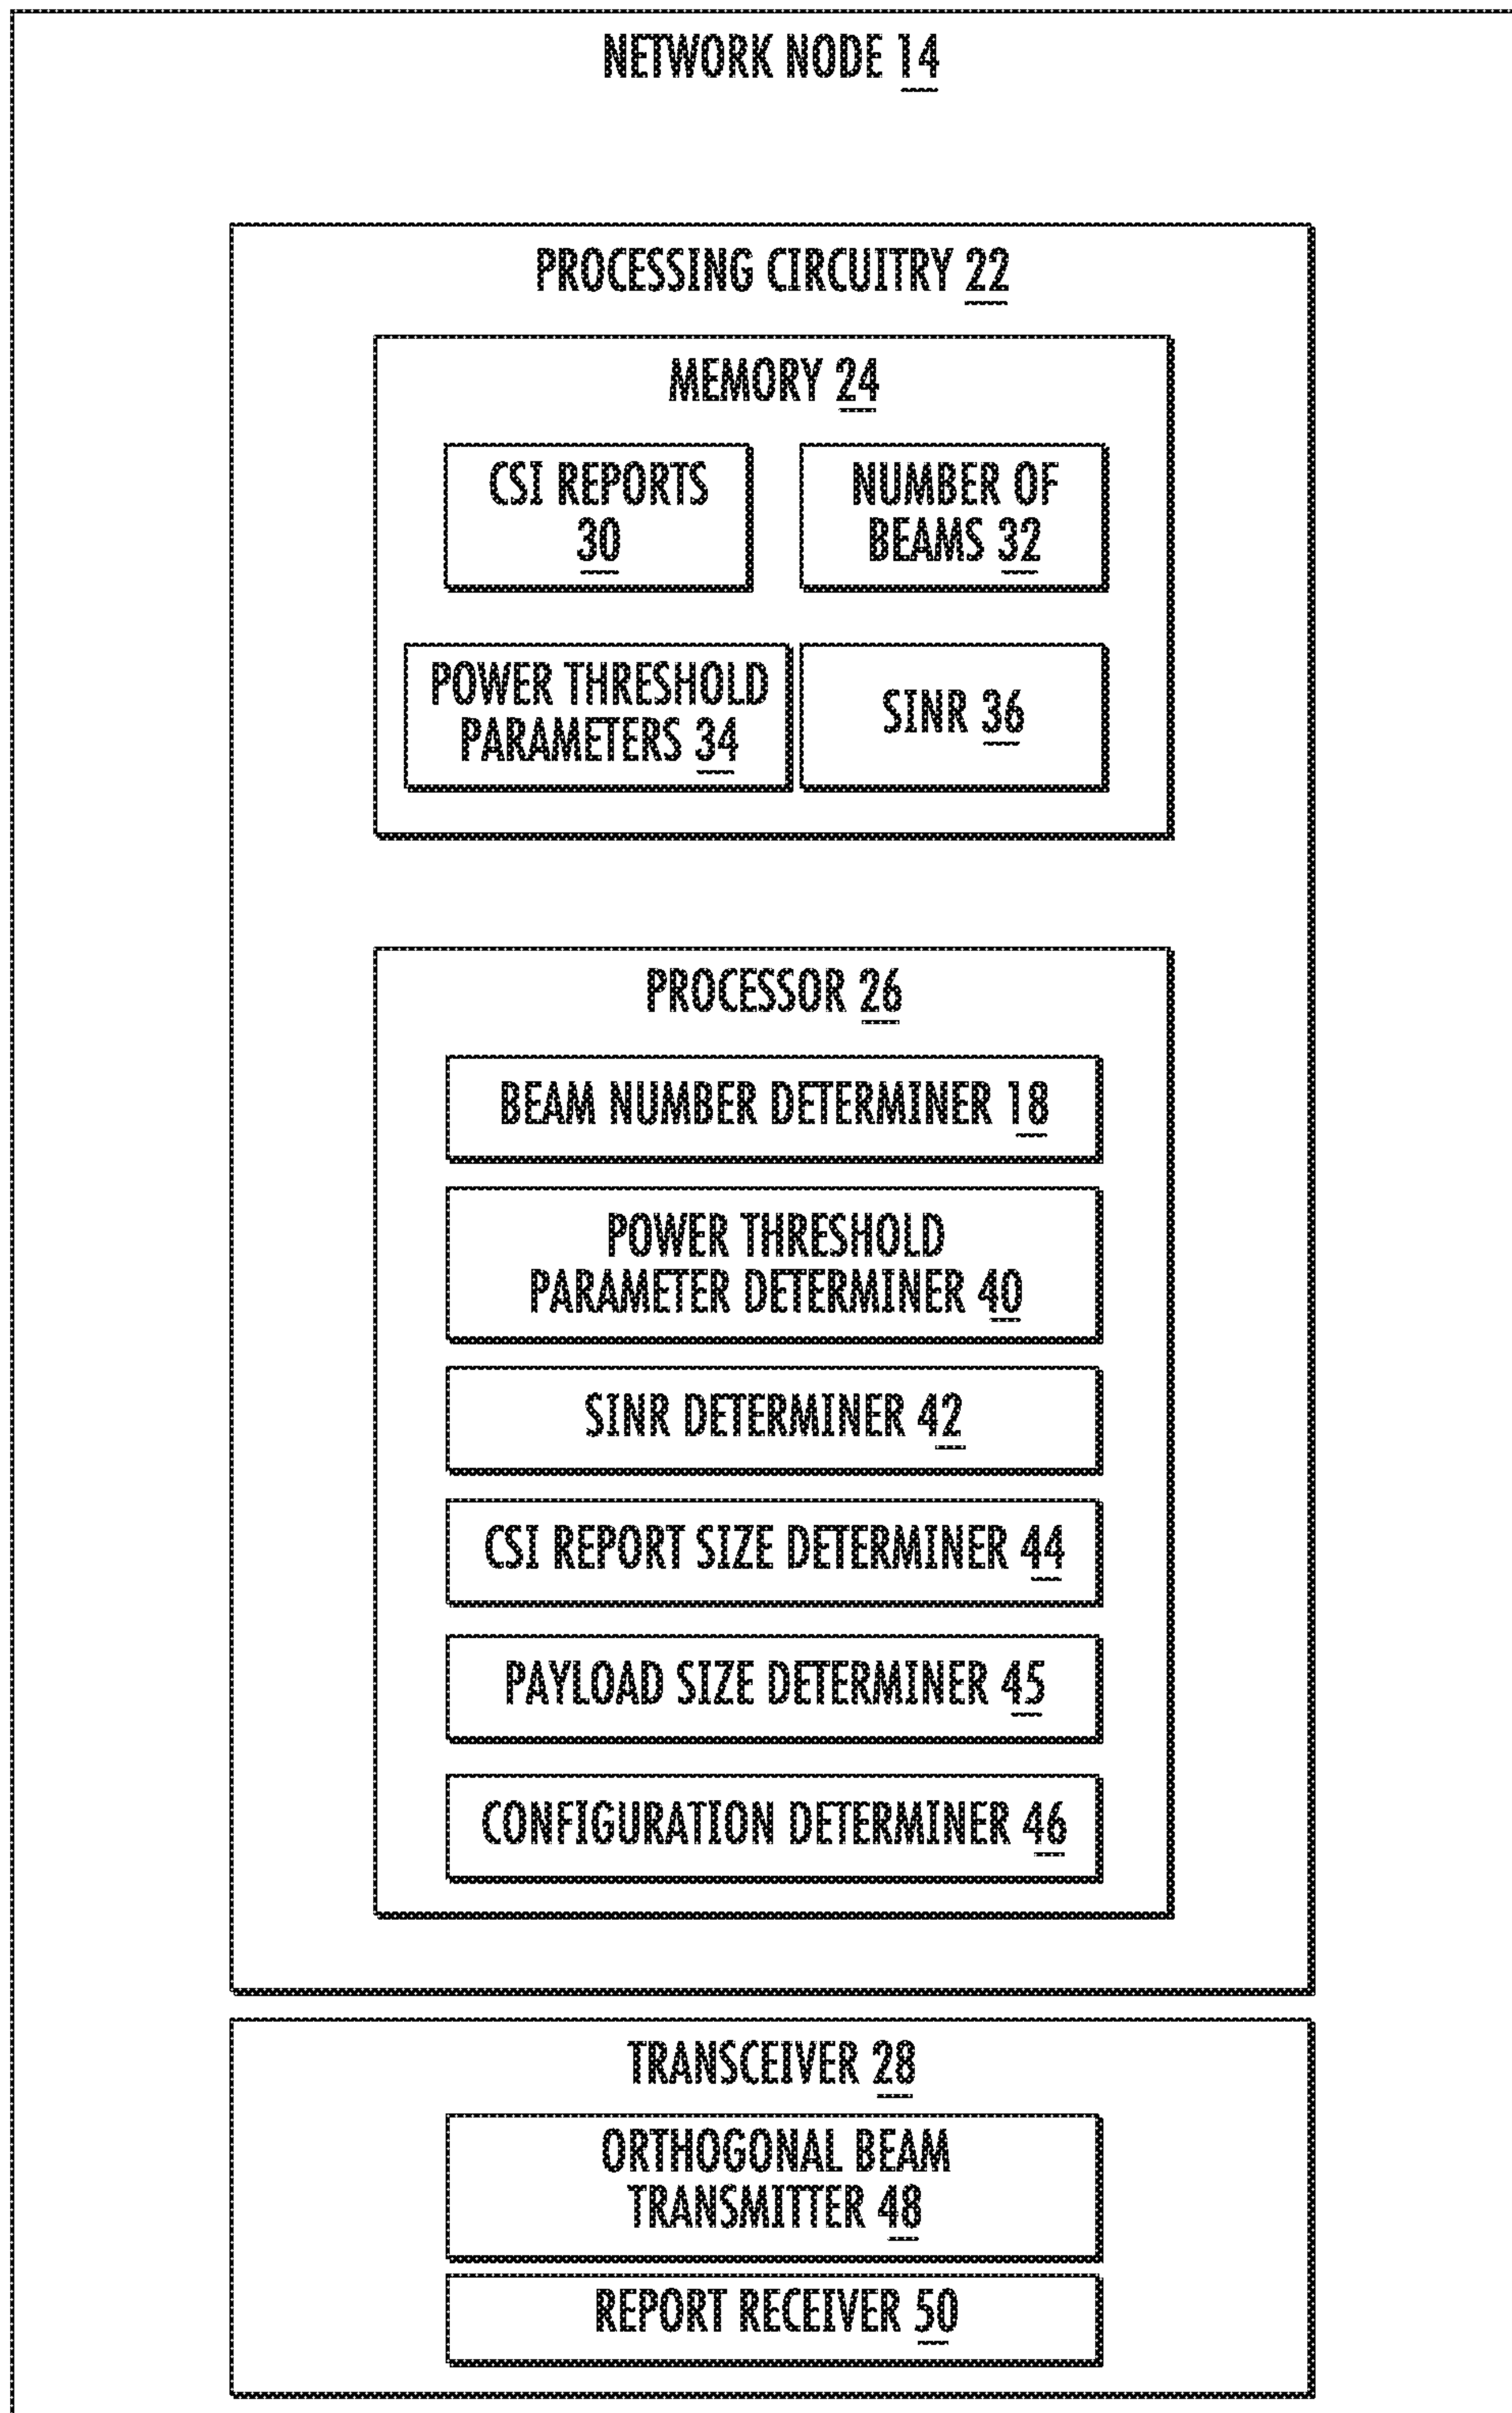 NETWORK NODE 14
PROCESSING CIRCUITRY 22
MEMORY 24
CSI REPORTS
30
NUMBER OF
BEAMS 32
POWER THRESHOLD
PARAMETERS 34
SINR 36
PROCESSOR 26
BEAM NUMBER DETERMINER 18
POWER THRESHOLD
PARAMETER DETERMINER 40
SINR DETERMINER 42
CSI REPORT SIZE DETERMINER 44
PAYLOAD SIZE DETERMINER 45
CONFIGURATION DETERMINER 46
TRANSCEIVER 28
ORTHOGONAL BEAM
TRANSMITTER 48
REPORT RECEIVER 50